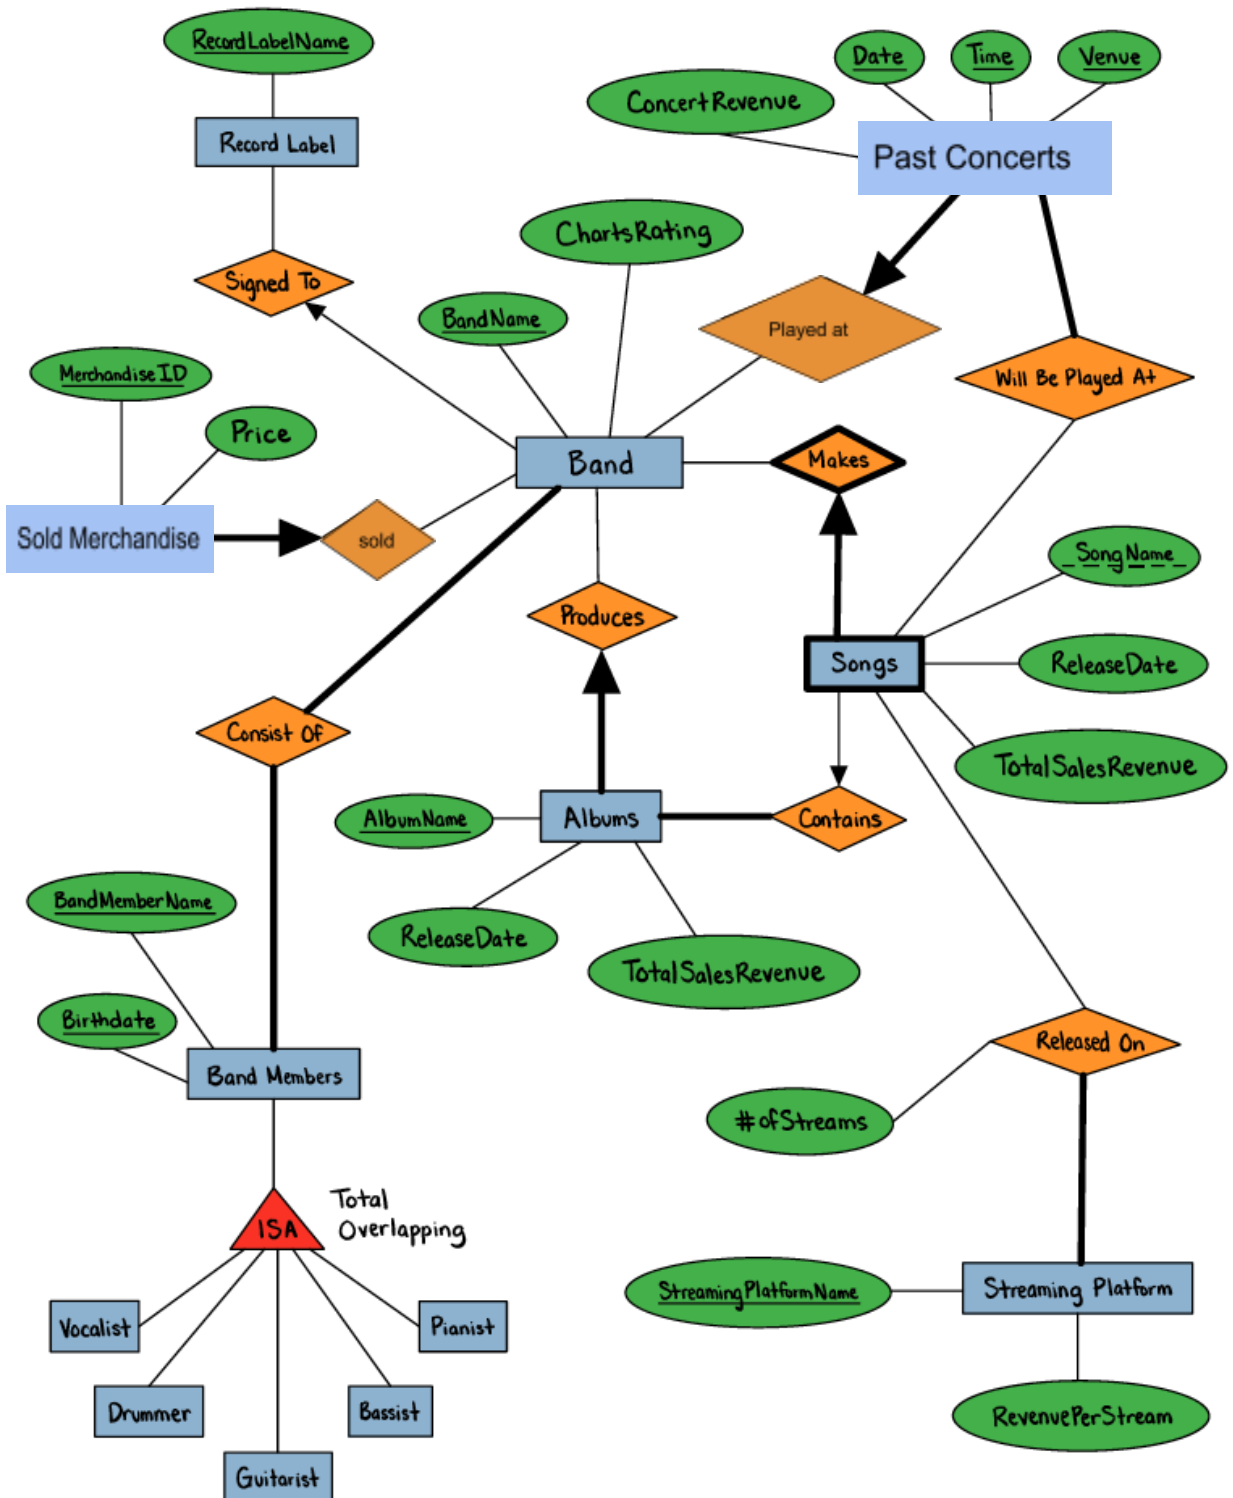 RecordLabelName
Date
Time
Venue
ConcertRevenue
Record Label
Past Concerts
ChartsRating
Signed To
BandName
Played at
MerchandiseID
Will Be Played At
Price
Band
Makes
Sold Merchandise
sold
SongName
Produces
Songs
ReleaseDate
Consist Of
TotalSalesRevenue
AlbumName
Albums
Contains
BandMemberName
ReleaseDate
TotalSalesRevenue
Birthdate
Band Members
Released On
#ofStreams
ISA
Total
Overlapping
StreamingPlatformName
Streaming Platform
Vocalist
Pianist
Drummer
Bassist
RevenuePerStream
Guitarist